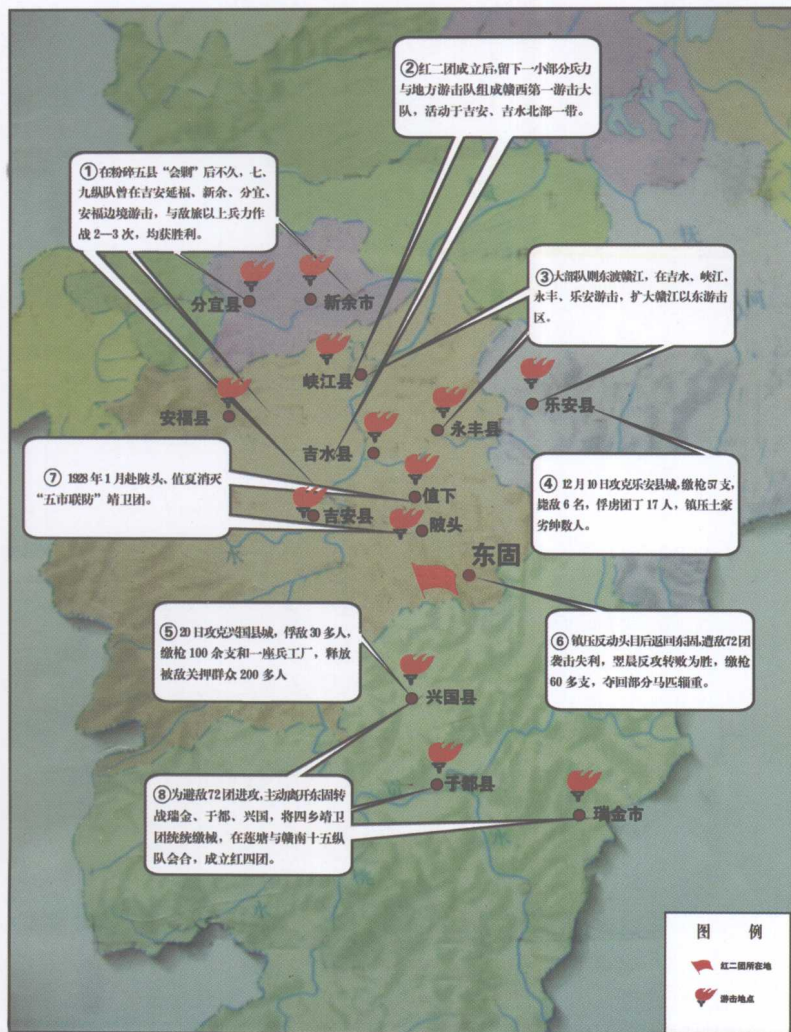 ②红二团成立后,留下一小部分兵力
与地方游击队组成赣西第一游击大
队，活动于吉安、吉水北部一带。
①在粉碎五县“会剿”后不久，七、
九纵队曾在吉安延福、新余、分宜、
安福边境游击，与敌旅以上兵力作
战2—3次，均获胜利。
③大部队则东渡赣江，在吉水、峡江、
永丰、乐安游击，扩大赣江以东游击
区。
分宜县
新余市
峡江县
安福县
乐安县
永丰县
吉水县
⑦ 1928年1月赴陂头、值夏消灭
“五市联防”靖卫团。
值下
吉安县
陂头
④ 12月10日攻克乐安县城，缴枪57支，
毙敌6名，俘虏团丁17人，镇压土豪
劣绅数人。
东固
⑤20日攻克兴国县城，俘敌30多人，
缴枪100余支和一座兵工厂，释放
被敌关押群众200多人
⑥ 镇压反动头目后返回东固,遭敌72团
袭击失利，翌晨反攻转败为胜，缴枪
60多支，夺回部分马匹辎重。
兴国县
于都县
瑞金市
⑧为避敌72团进攻,主动离开东固转
战瑞金、于都、兴国，将四乡靖卫
团统统缴械，在莲塘与赣南十五纵
队会合，成立红四团。
图 例
红二团所在地
游击地点
水
水
水